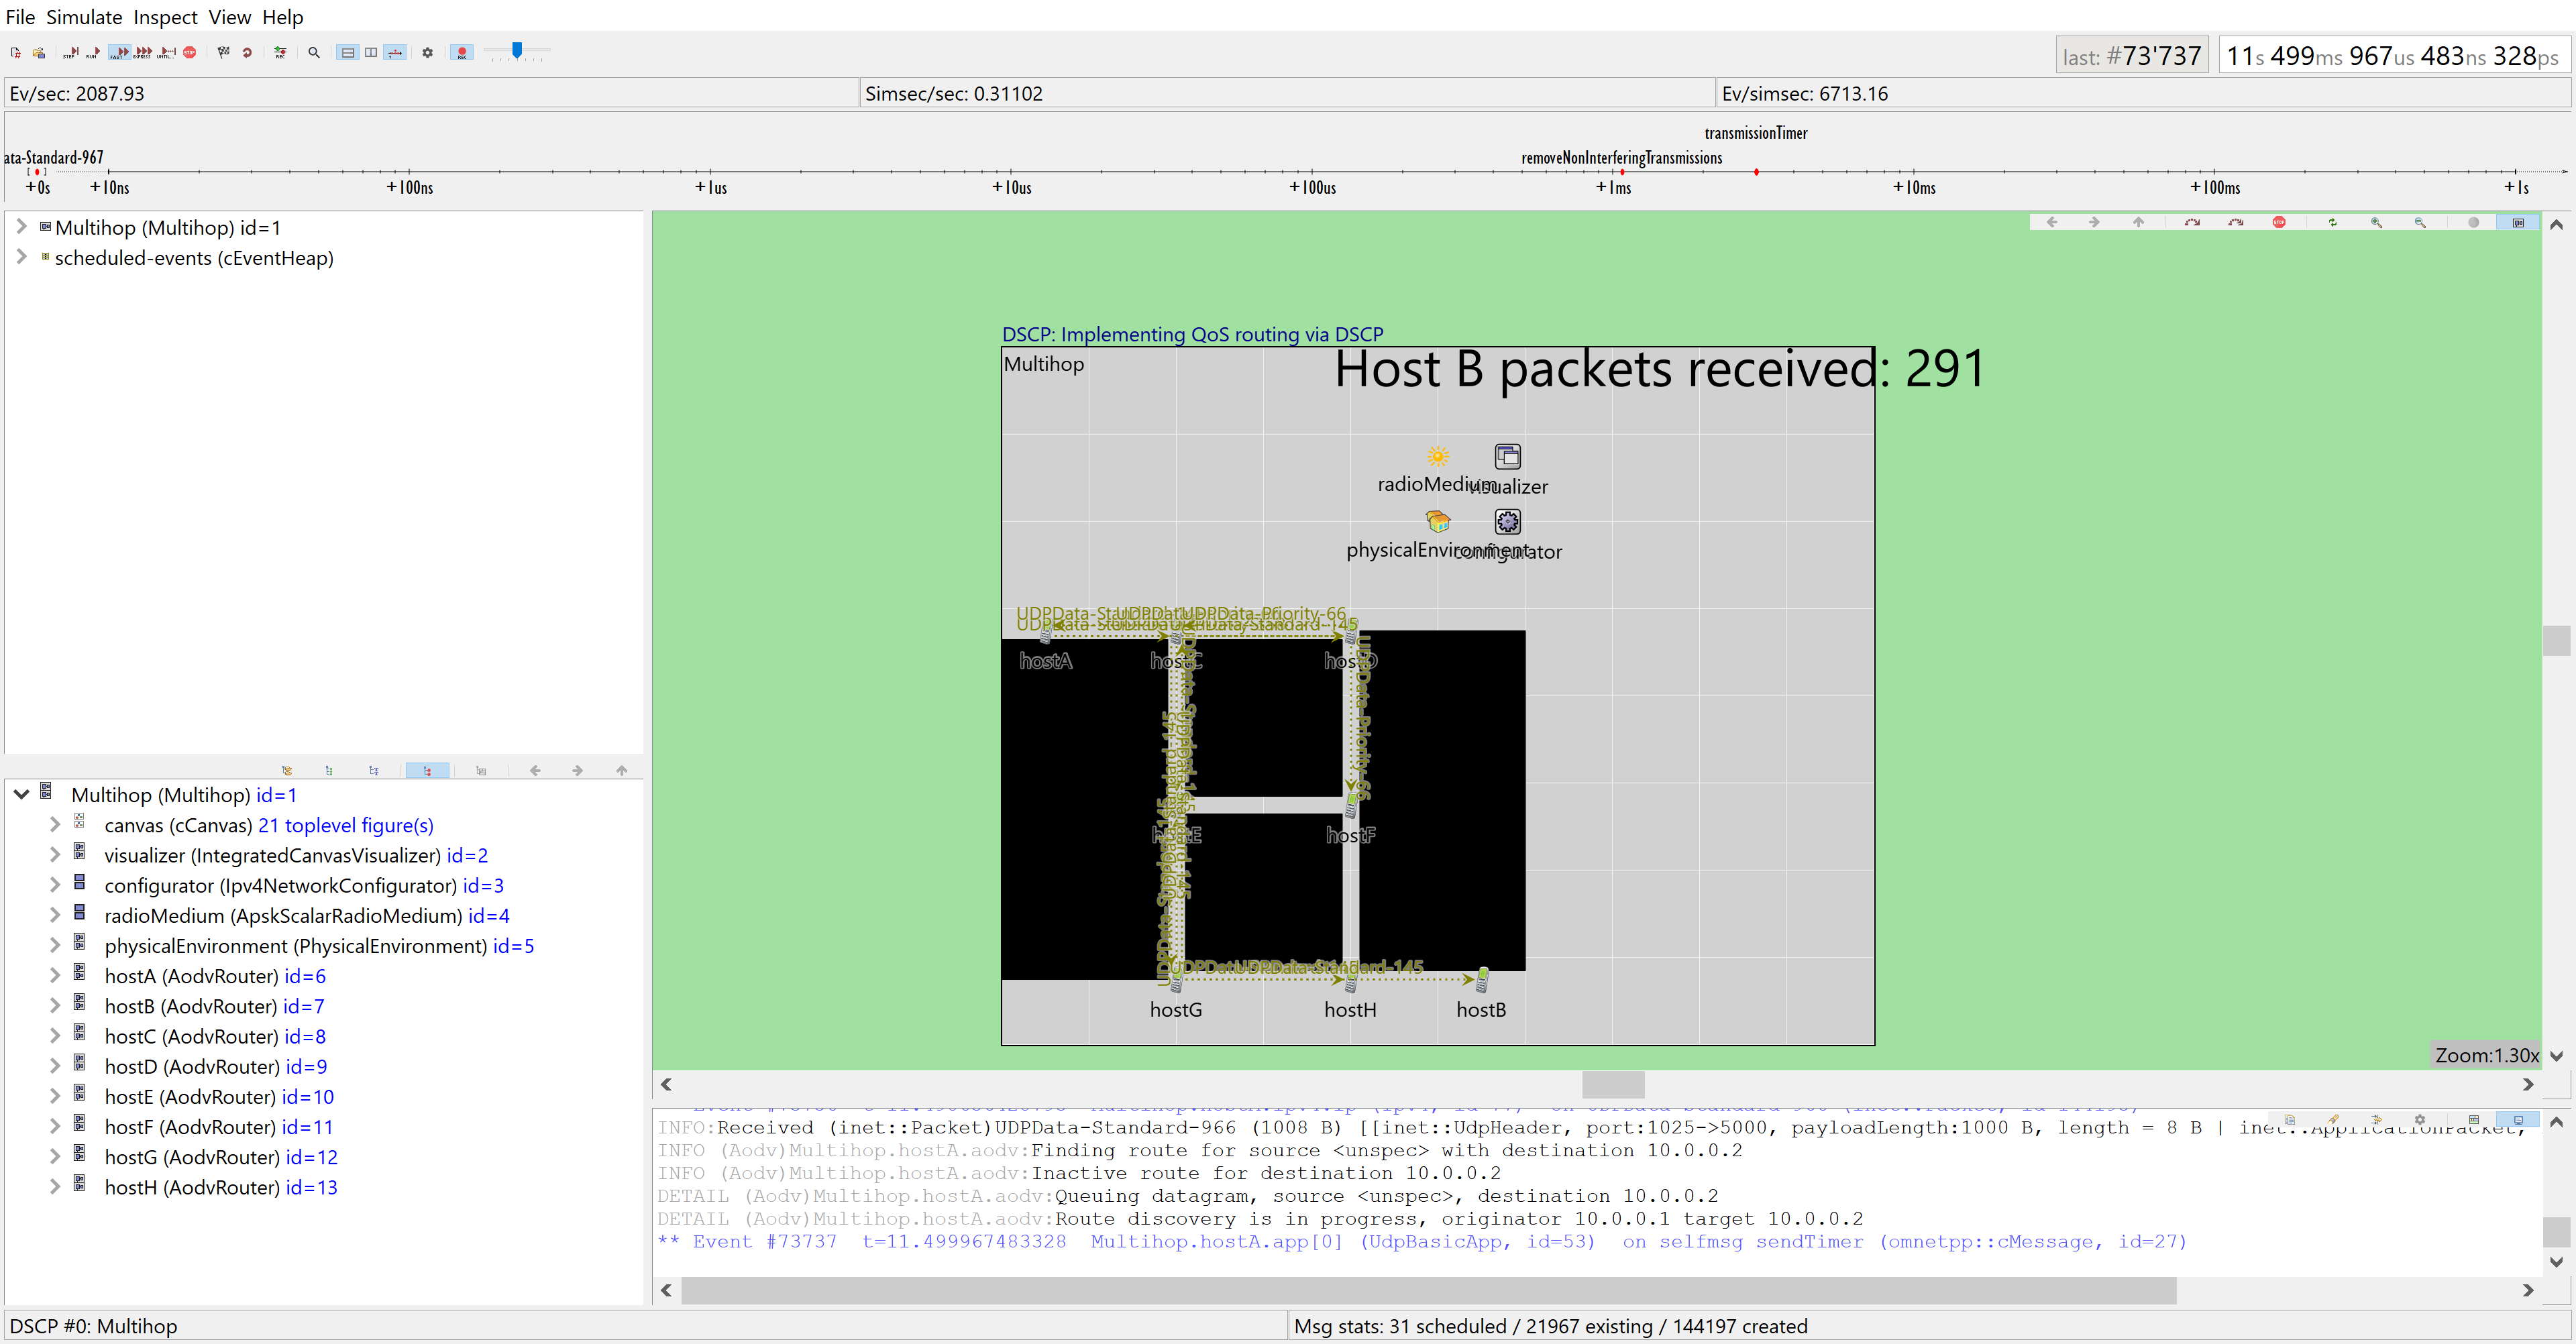 File Simulate Inspect View Help
last: #73'737
11s 499ms 967us 483ns 328ps
Ev/sec: 2087.93
Simsec/sec: 0.31102
Ev/simsec: 6713.16
transmissionTimer
ata-Standard-967
removeNonInterferingTransmissions
+0s +10ns +100ns +1us +10us +100us +1ms +10ms +100ms +1s
Multihop (Multihop) id=1
scheduled-events (cEventHeap)
DSCP: Implementing QoS routing via DSCP
Multihop
Host B packets received: 291
radioMedium
visualizer
physicalEnvironment
configurator
UDPData-Priority-66
hostA
hostD
UDPData-Priority-66
hostE
hostF
UDPData-Standard-145
hostG
hostH
hostB
Zoom:1.30x
Multihop (Multihop) id=1
canvas (cCanvas) 21 toplevel figure(s)
visualizer (IntegratedCanvasVisualizer) id=2
configurator (Ipv4NetworkConfigurator) id=3
radioMedium (ApskScalarRadioMedium) id=4
physicalEnvironment (PhysicalEnvironment) id=5
hostA (AodvRouter) id=6
hostB (AodvRouter) id=7
hostC (AodvRouter) id=8
hostD (AodvRouter) id=9
hostE (AodvRouter) id=10
hostF (AodvRouter) id=11
hostG (AodvRouter) id=12
hostH (AodvRouter) id=13
INFO:Received (inet::Packet)UDPData-Standard-966 (1008 B) [[inet::UdpHeader, port:1025->5000, payloadLength:1000 B, length = 8 B | inet::ApplicationPacket,
INFO (Aodv)Multihop.hostA.aodv:Finding route for source <unspec> with destination 10.0.0.2
INFO (Aodv)Multihop.hostA.aodv:Inactive route for destination 10.0.0.2
DETAIL (Aodv)Multihop.hostA.aodv:Queuing datagram, source <unspec>, destination 10.0.0.2
DETAIL (Aodv)Multihop.hostA.aodv:Route discovery is in progress, originator 10.0.0.1 target 10.0.0.2
** Event #73737 t=11.499967483328 Multihop.hostA.app[0] (UdpBasicApp, id=53) on selfmsg sendTimer (omnetpp::cMessage, id=27)
DSCP #0: Multihop
Msg stats: 31 scheduled / 21967 existing / 144197 created